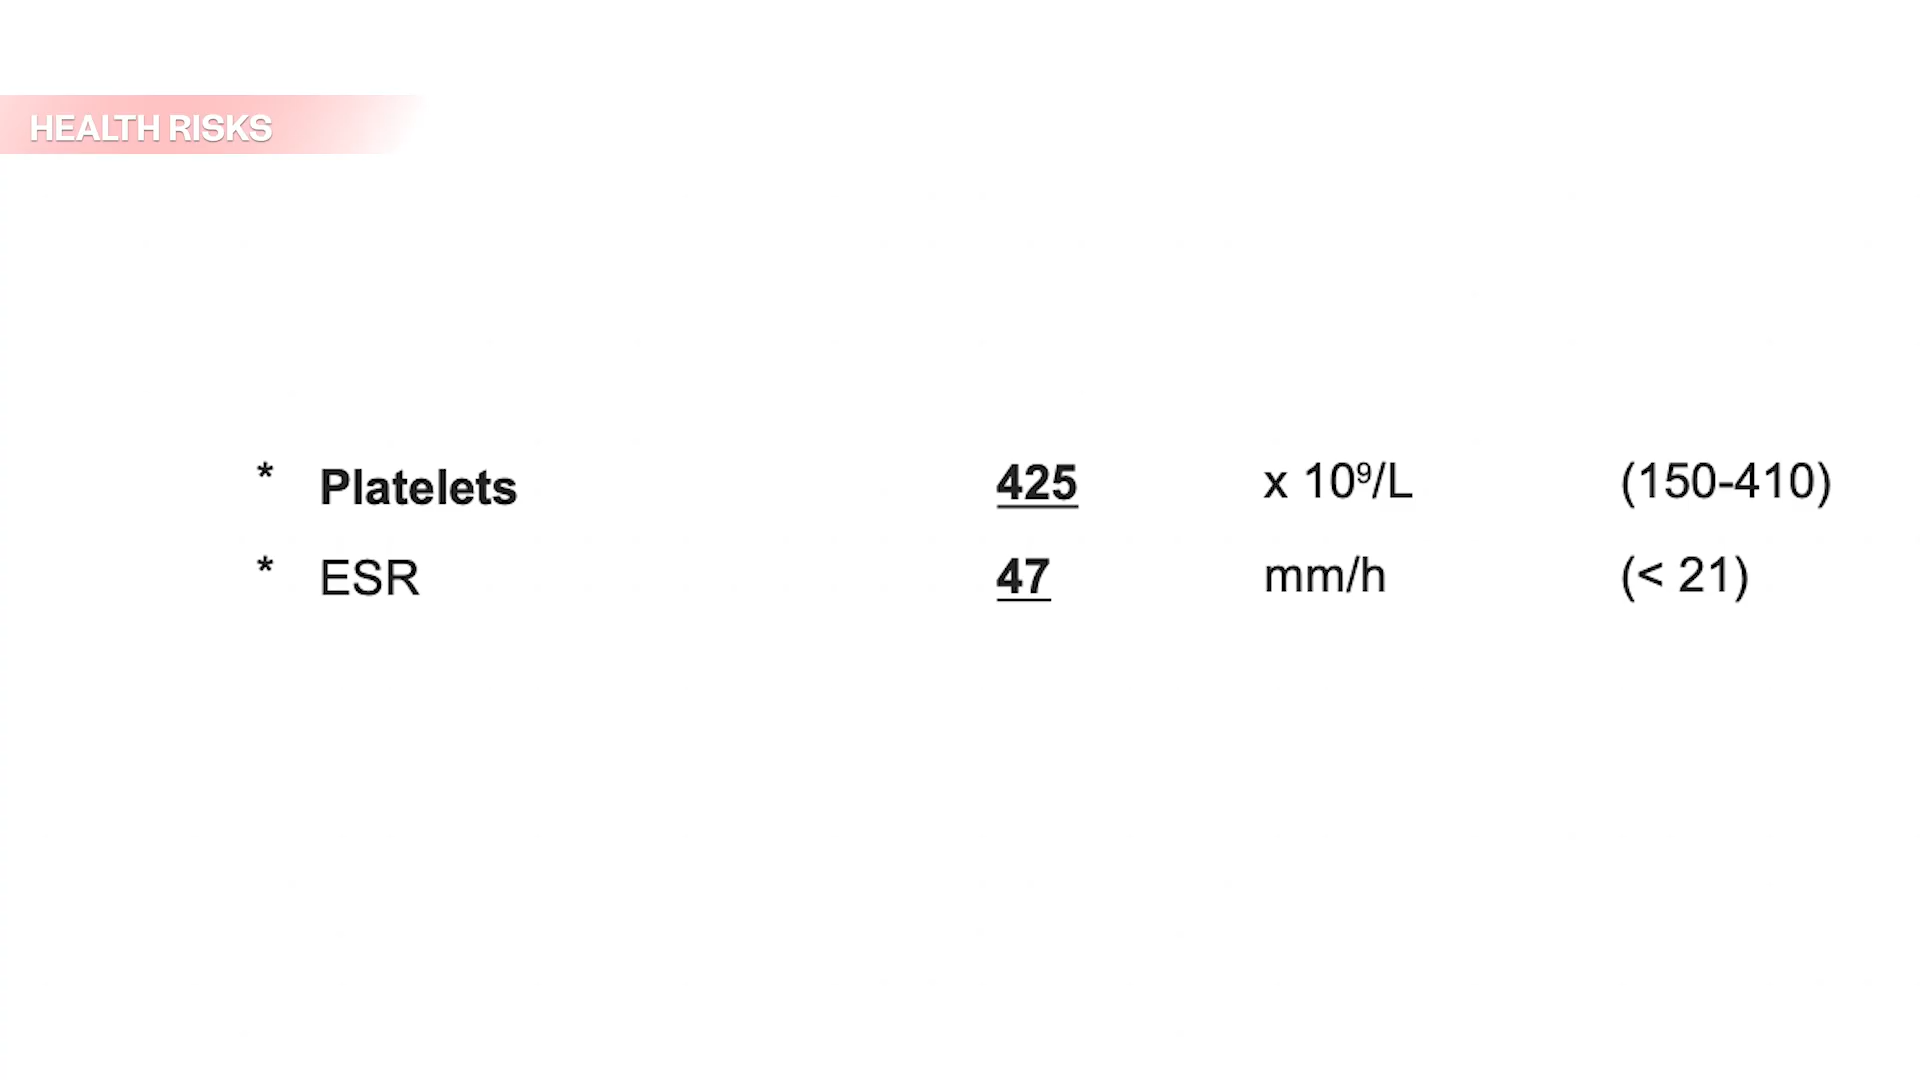 HEALTH RISKS
* Platelets 425 x 10⁹/L (150-410)
* ESR 47 mm/h (< 21)